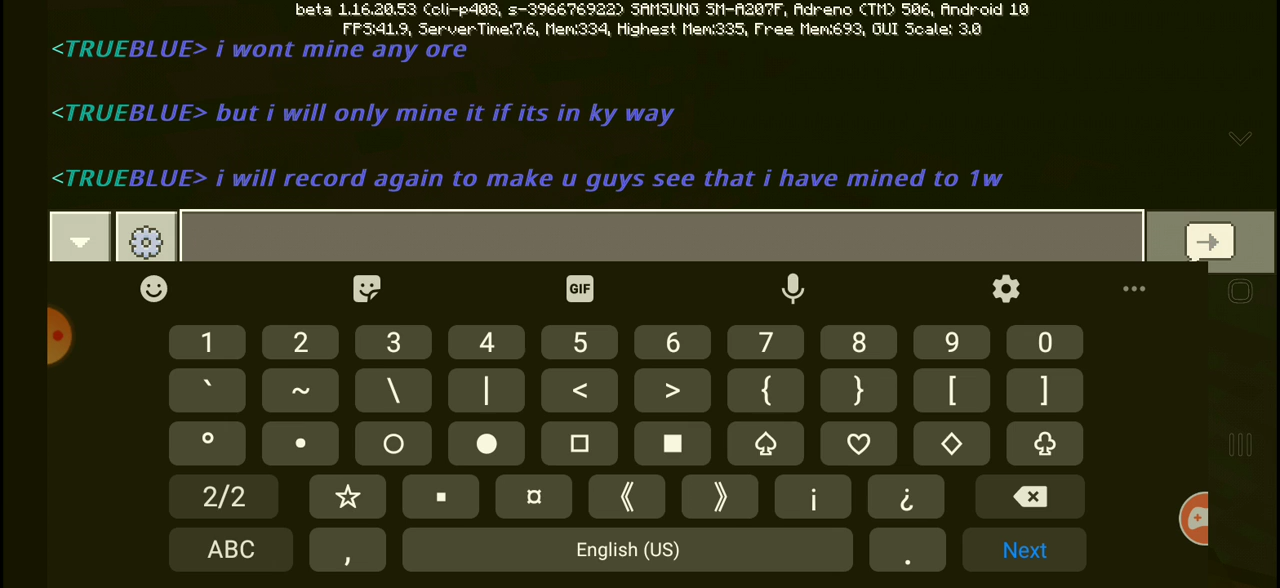 beta 1.16.20.53 (cli-p408, s-396676922) SAMSUNG SM-A207F, Adreno (TM) 506, Android 10
FPS:41.9, ServerTime:7.6, Mem:334, Highest Mem:335, Free Mem:693, GUI Scale: 3.0
<TRUEBLUE> i wont mine any ore
<TRUEBLUE> but i will only mine it if its in ky way
<TRUEBLUE> i will record again to make u guys see that i have mined to 1w
GIF
1 2 3 4 5 6 7 8 9 0
` ~ \ | < > { } [ ]
° • ○ ● □ ■ ♤ ♡ ◇ ♧
2/2 ☆ ▪ ¤ 《 》 ¡ ¿
ABC , English (US) . Next